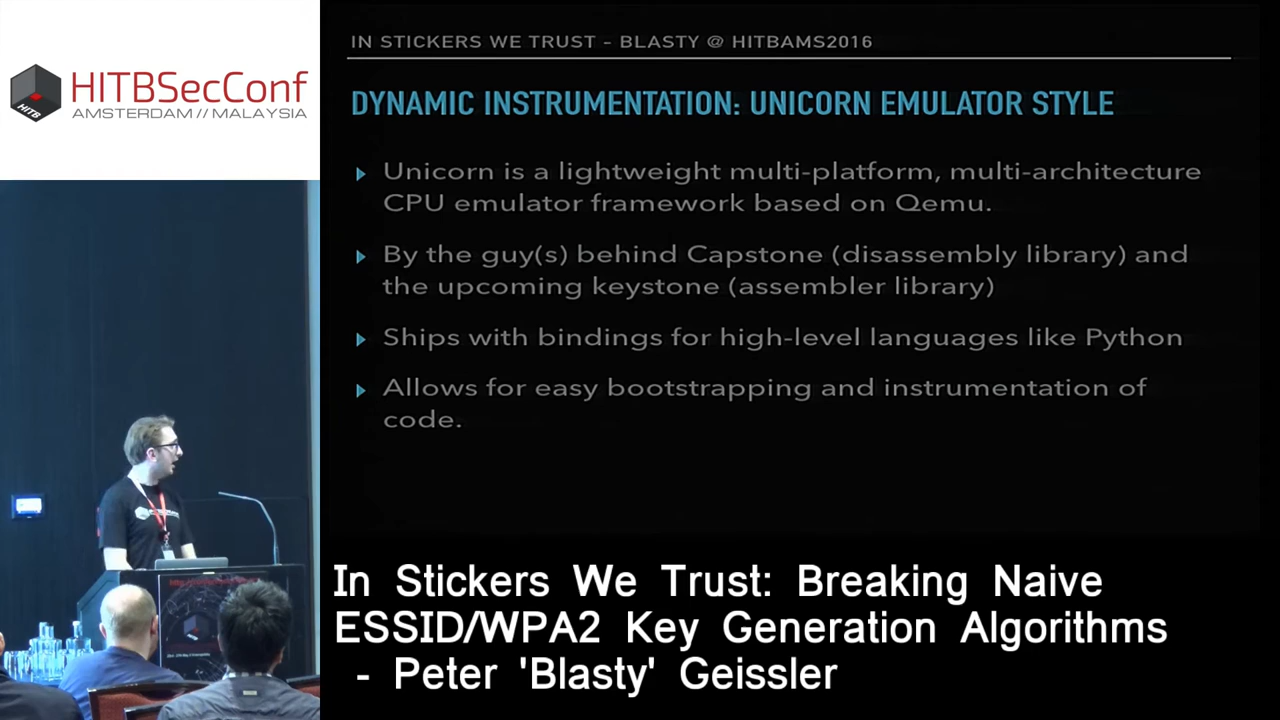 HITBSecConf
AMSTERDAM // MALAYSIA
HITB
IN STICKERS WE TRUST – BLASTY @ HITBAMS2016
DYNAMIC INSTRUMENTATION: UNICORN EMULATOR STYLE
Unicorn is a lightweight multi-platform, multi-architecture
CPU emulator framework based on Qemu.
By the guy(s) behind Capstone (disassembly library) and
the upcoming keystone (assembler library)
Ships with bindings for high-level languages like Python
Allows for easy bootstrapping and instrumentation of
code.
In Stickers We Trust: Breaking Naive
ESSID/WPA2 Key Generation Algorithms
- Peter 'Blasty' Geissler